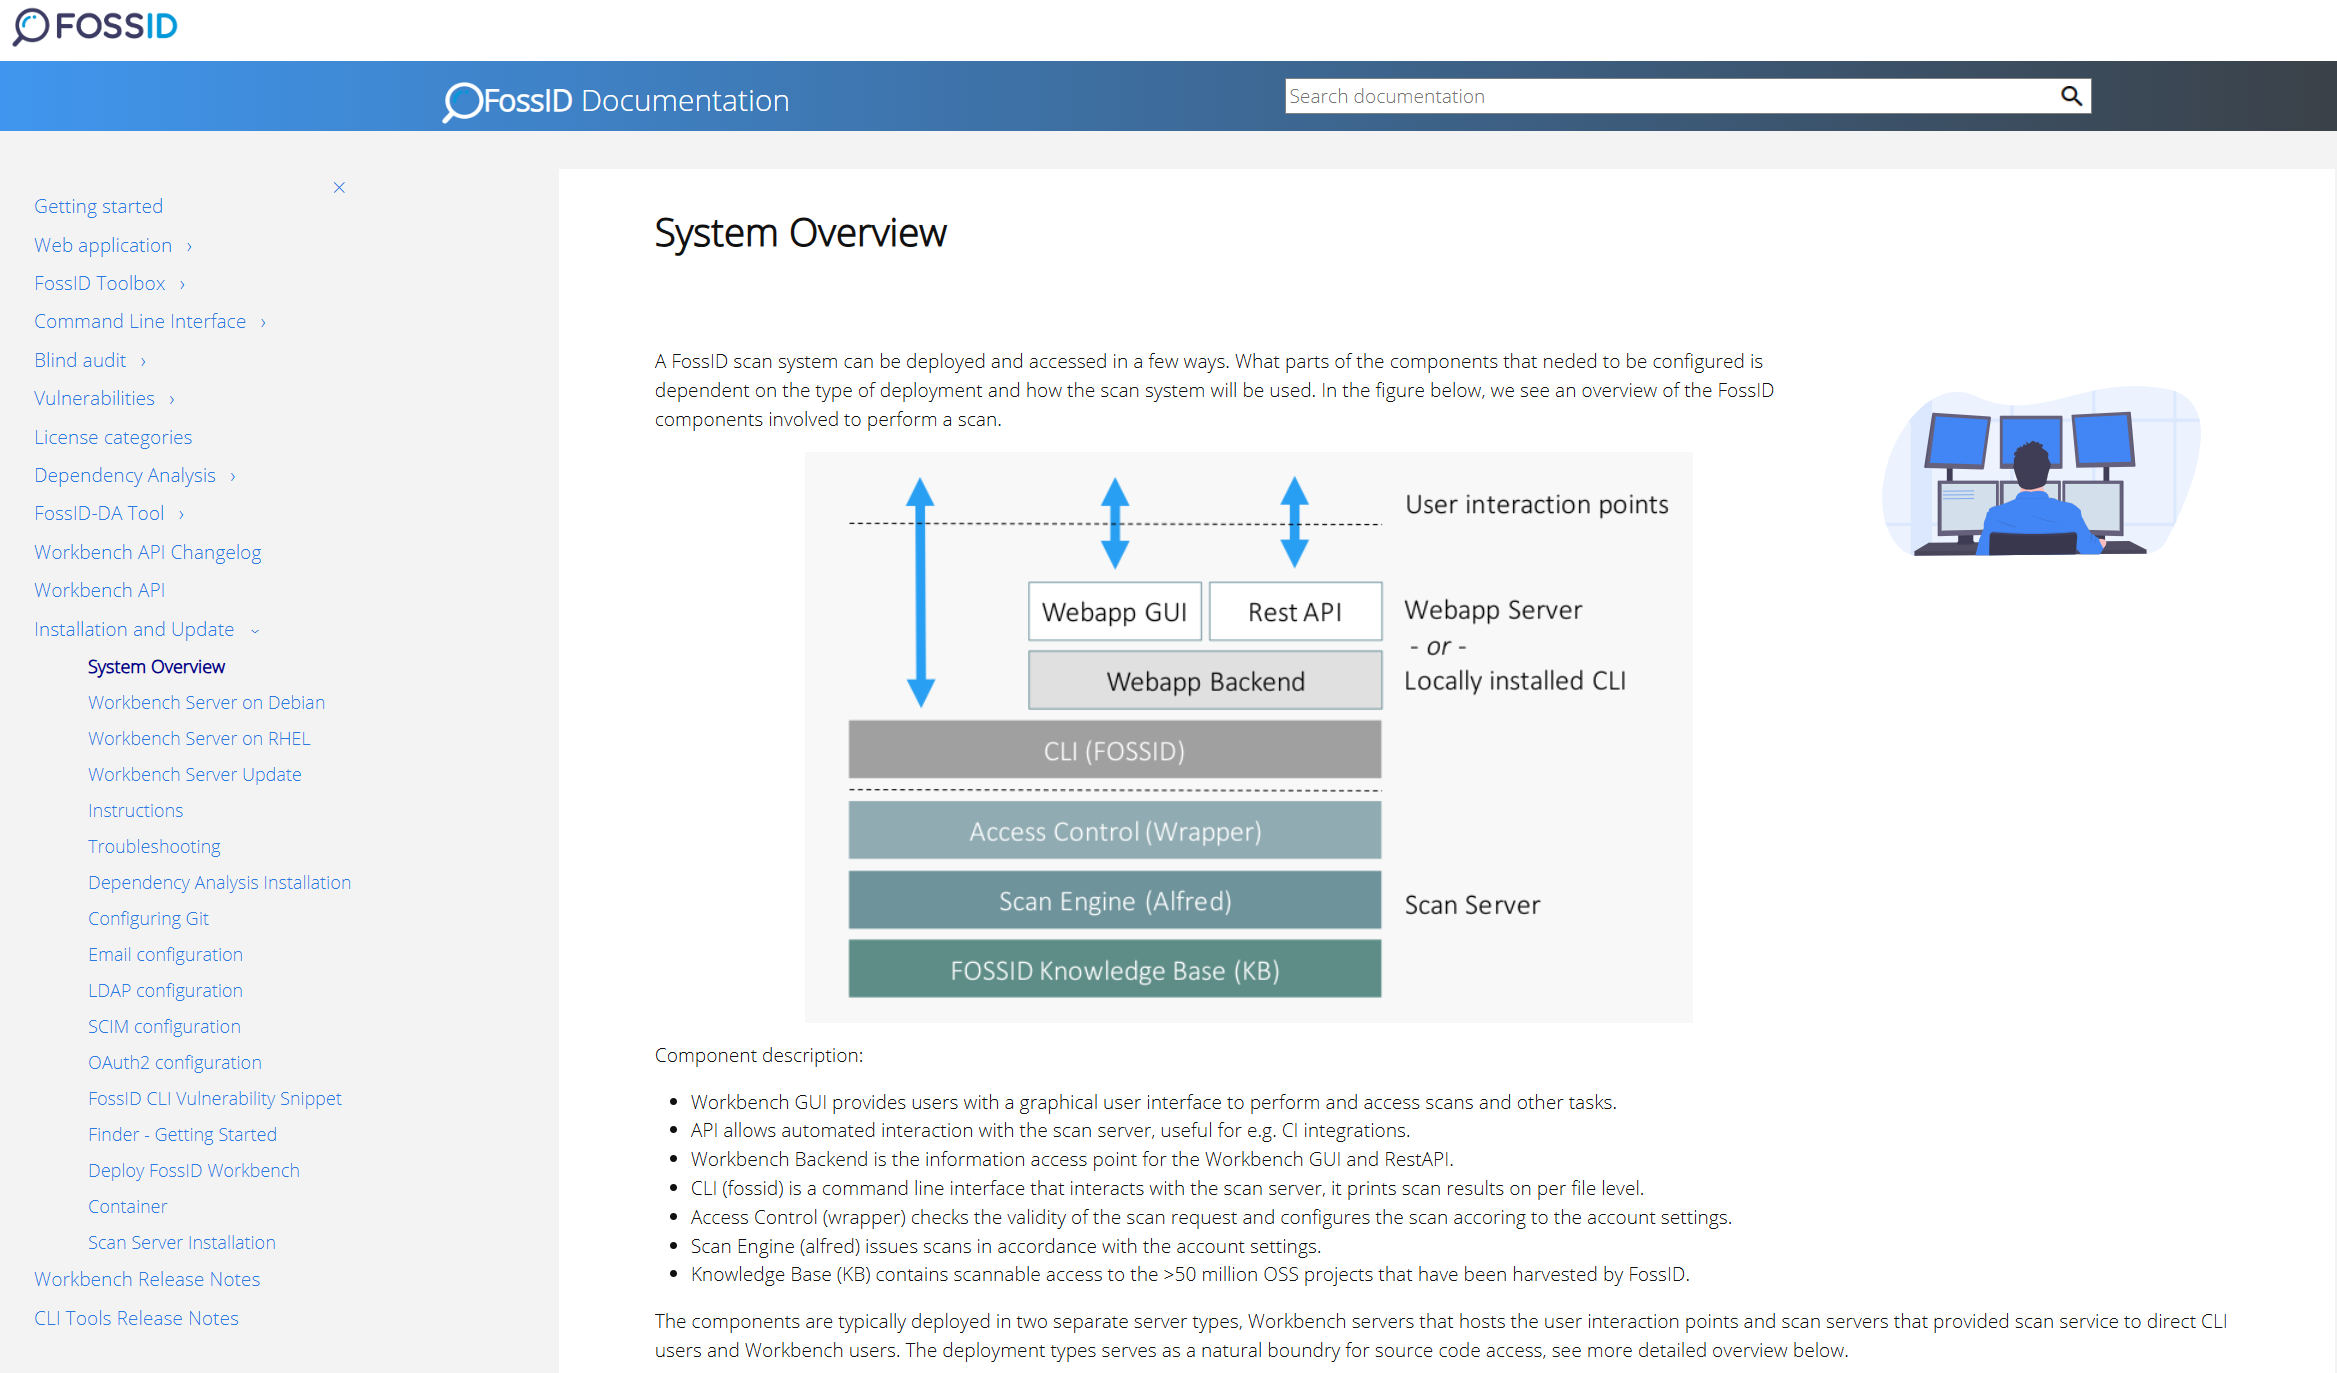 FOSSID
FossID Documentation
Search documentation
Getting started
Web application
FossID Toolbox
Command Line Interface
Blind audit
Vulnerabilities
License categories
Dependency Analysis
FossID-DA Tool
Workbench API Changelog
Workbench API
Installation and Update
System Overview
Workbench Server on Debian
Workbench Server on RHEL
Workbench Server Update
Instructions
Troubleshooting
Dependency Analysis Installation
Configuring Git
Email configuration
LDAP configuration
SCIM configuration
OAuth2 configuration
FossID CLI Vulnerability Snippet
Finder - Getting Started
Deploy FossID Workbench
Container
Scan Server Installation
Workbench Release Notes
CLI Tools Release Notes
System Overview
A FossID scan system can be deployed and accessed in a few ways. What parts of the components that neded to be configured is
dependent on the type of deployment and how the scan system will be used. In the figure below, we see an overview of the FossID
components involved to perform a scan.
User interaction points
Webapp GUI
Rest API
Webapp Server
- or -
Webapp Backend
Locally installed CLI
CLI (FOSSID)
Access Control (Wrapper)
Scan Engine (Alfred)
Scan Server
FOSSID Knowledge Base (KB)
Component description:
• Workbench GUI provides users with a graphical user interface to perform and access scans and other tasks.
• API allows automated interaction with the scan server, useful for e.g. CI integrations.
• Workbench Backend is the information access point for the Workbench GUI and RestAPI.
• CLI (fossid) is a command line interface that interacts with the scan server, it prints scan results on per file level.
• Access Control (wrapper) checks the validity of the scan request and configures the scan accoring to the account settings.
• Scan Engine (alfred) issues scans in accordance with the account settings.
• Knowledge Base (KB) contains scannable access to the >50 million OSS projects that have been harvested by FossID.
The components are typically deployed in two separate server types, Workbench servers that hosts the user interaction points and scan servers that provided scan service to direct CLI
users and Workbench users. The deployment types serves as a natural boundry for source code access, see more detailed overview below.